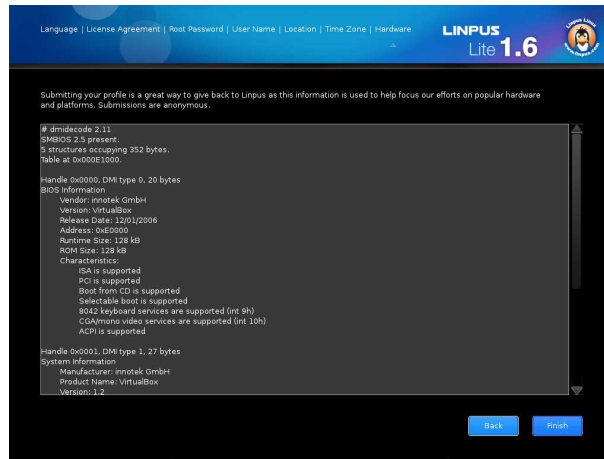 Language | License Agreement | Root Password | User Name | Location | Time Zone | Hardware
LINPUS
Lite 1.6
Submitting your profile is a great way to give back to Linpus as this information is used to help focus our efforts on popular hardware
and platforms. Submissions are anonymous.
# dmidecode 2.11
SMBIOS 2.5 present.
5 structures occupying 352 bytes.
Table at 0x000E1000.
Handle 0x0000, DMI type 0, 20 bytes
BIOS Information
Vendor: innotek GmbH
Version: VirtualBox
Release Date: 12/01/2006
Address: 0xE0000
Runtime Size: 128 kB
ROM Size: 128 kB
Characteristics:
ISA is supported
PCI is supported
Boot from CD is supported
Selectable boot is supported
8042 keyboard services are supported (int 9h)
CGA/mono video services are supported (int 10h)
ACPI is supported
Handle 0x0001, DMI type 1, 27 bytes
System Information
Manufacturer: innotek GmbH
Product Name: VirtualBox
Version: 1.2
Back
Finish